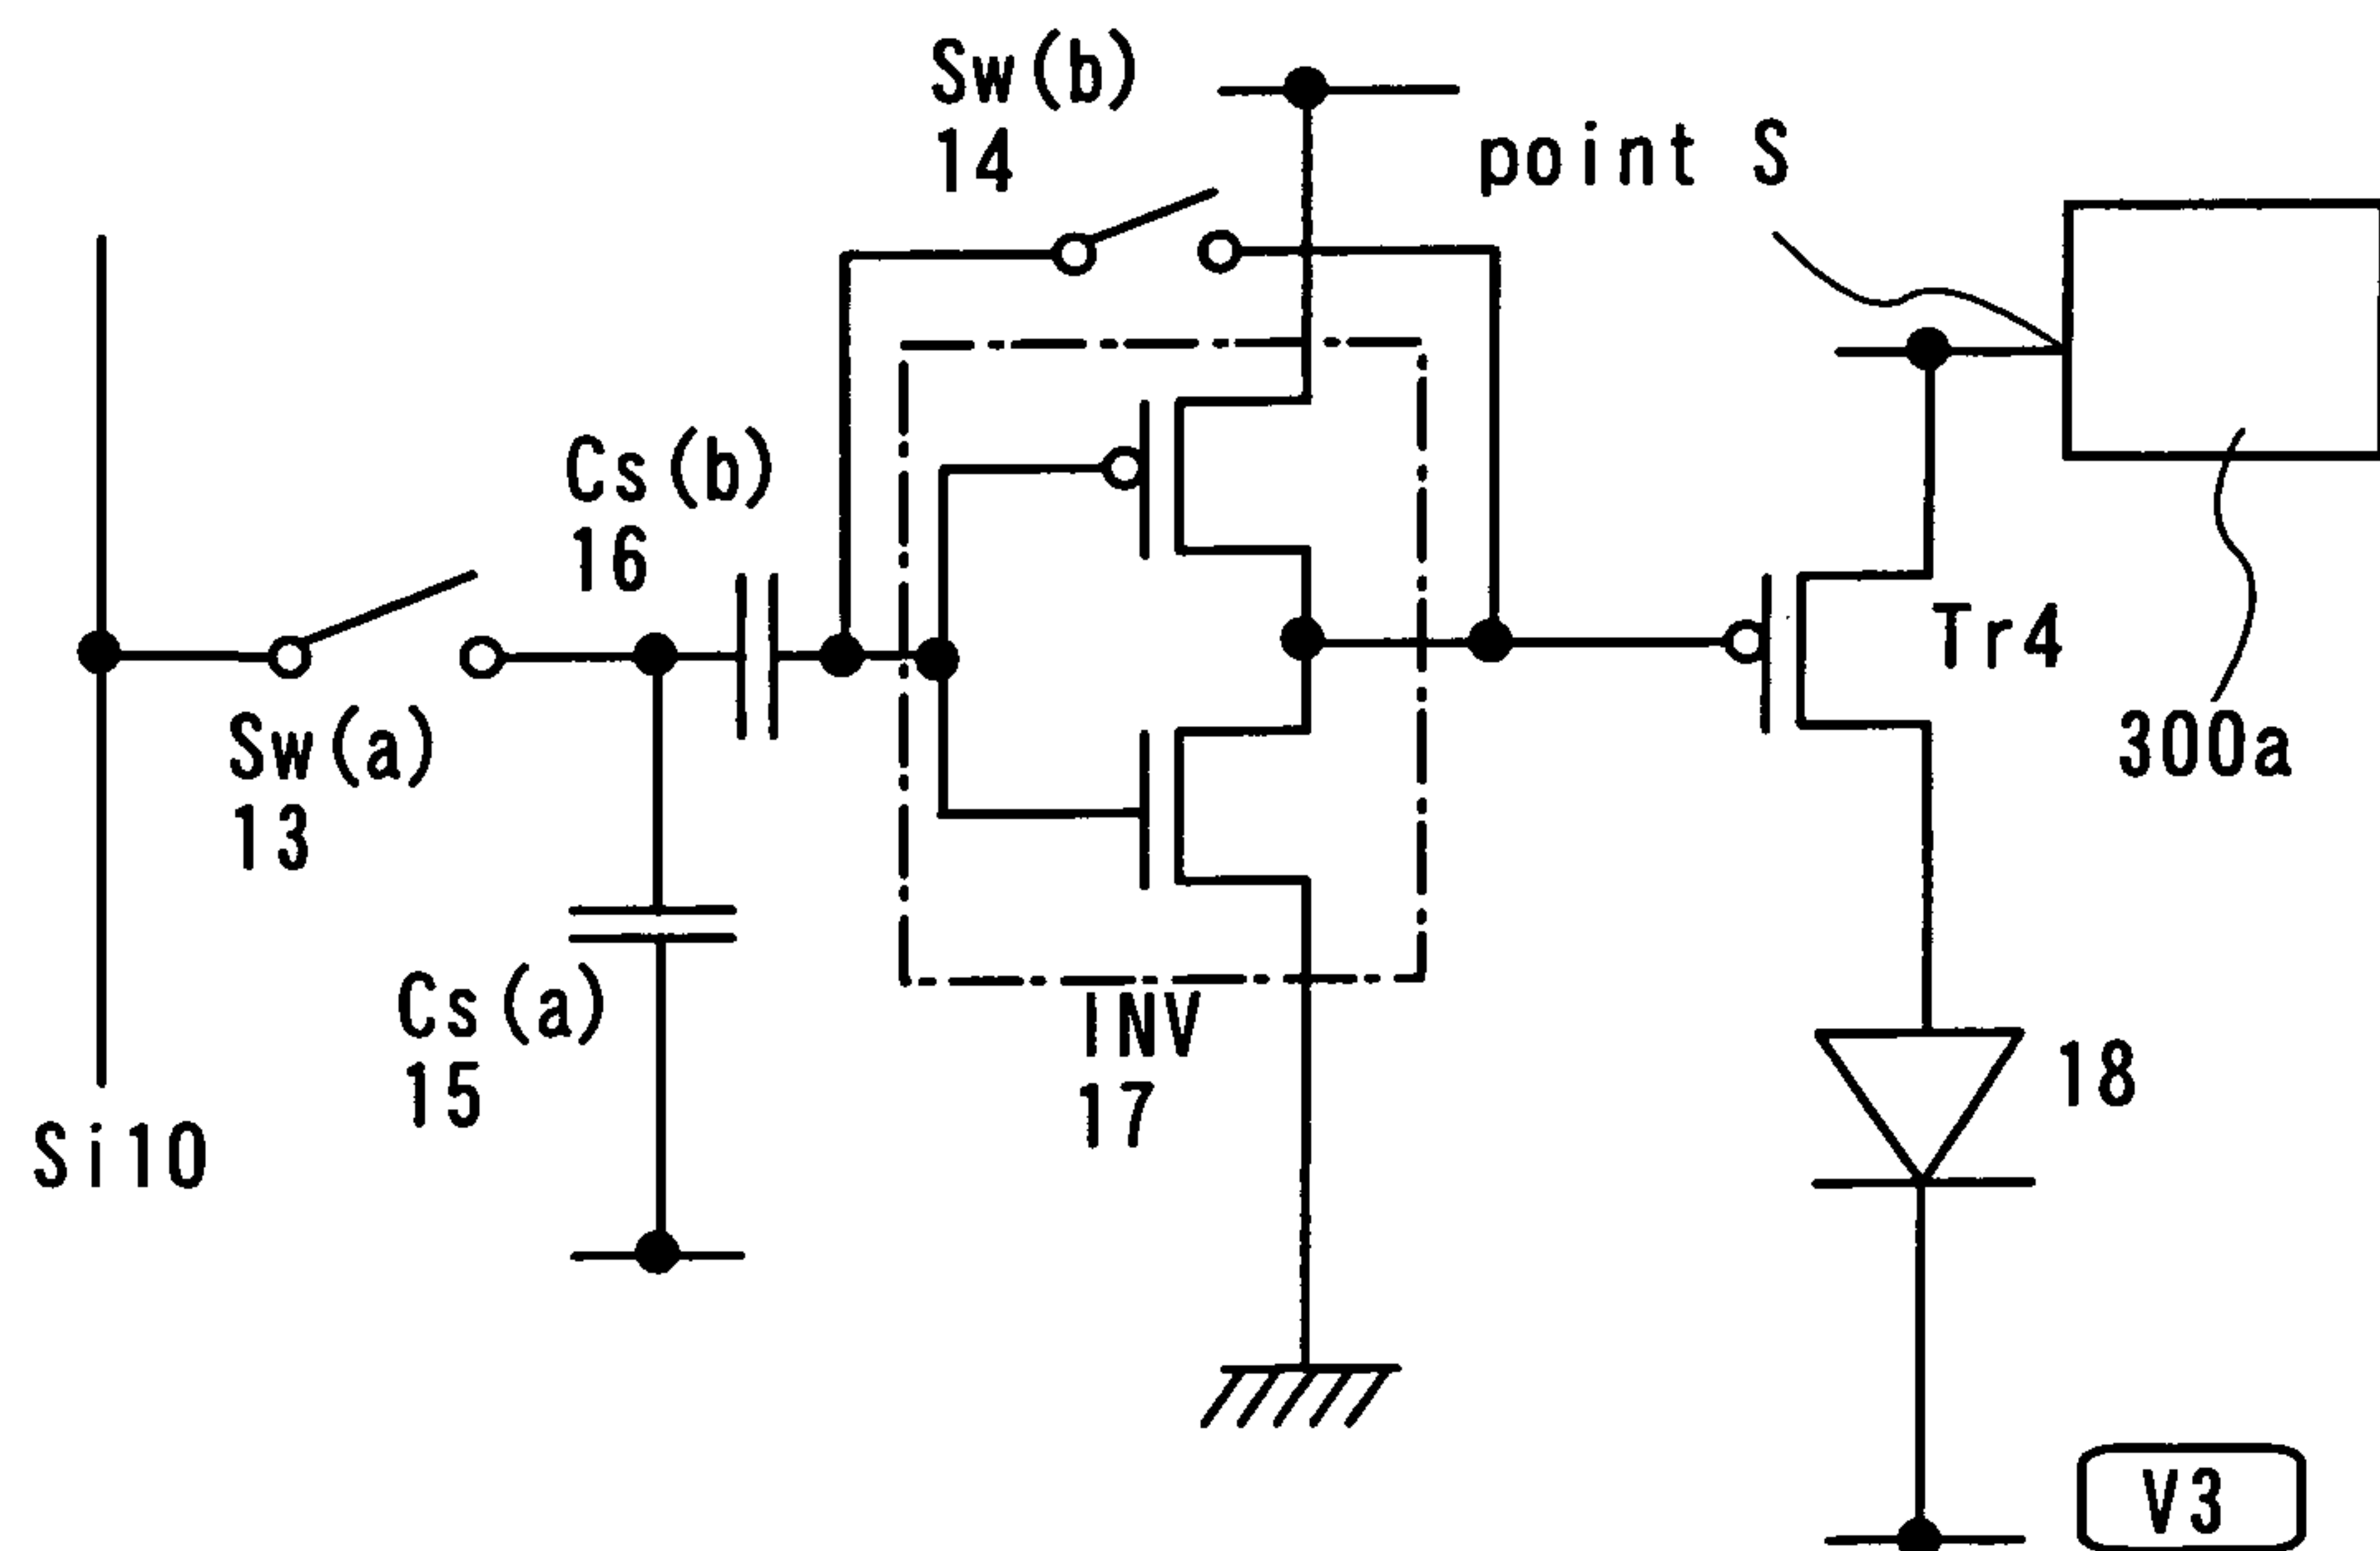 Sw(b)
14
point S
Cs(b)
16
Tr4
Sw(a)
13
300a
Cs(a)
15
INV
17
18
Si10
V3